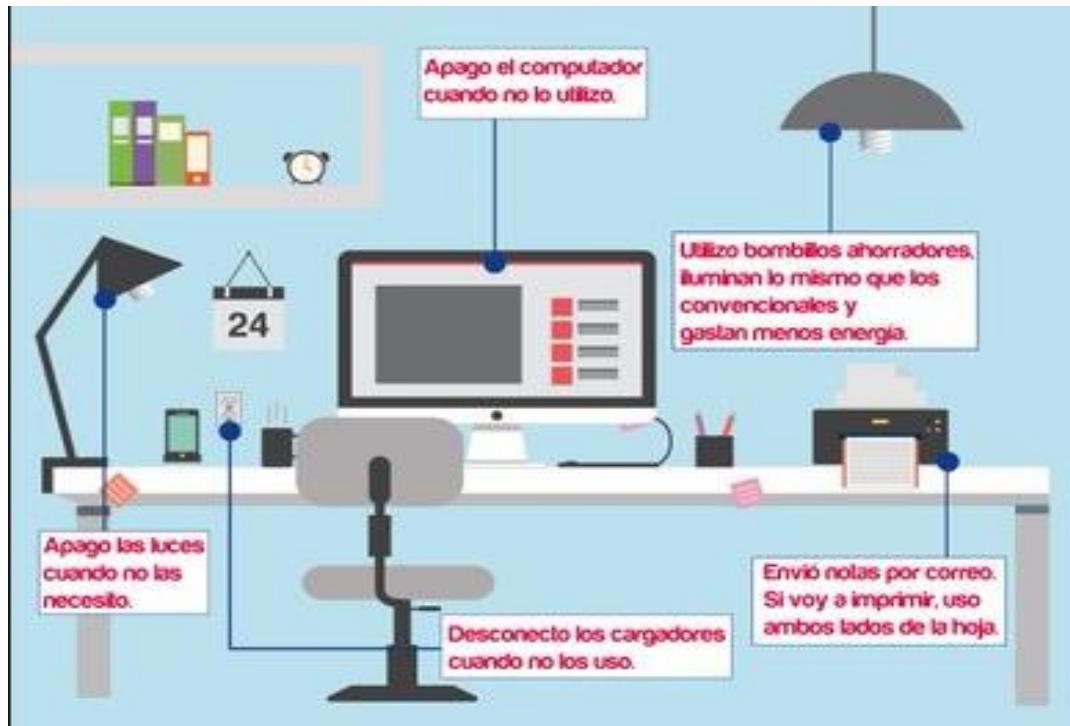 Apago el computador
cuando no lo utilizo.
Utilizo bombillos ahorradores,
iluminan lo mismo que los
convencionales y
gastan menos energía.
24
Apago las luces
cuando no las
necesito.
Envió notas por correo.
Si voy a imprimir, uso
ambos lados de la hoja.
Desconecto los cargadores
cuando no los uso.